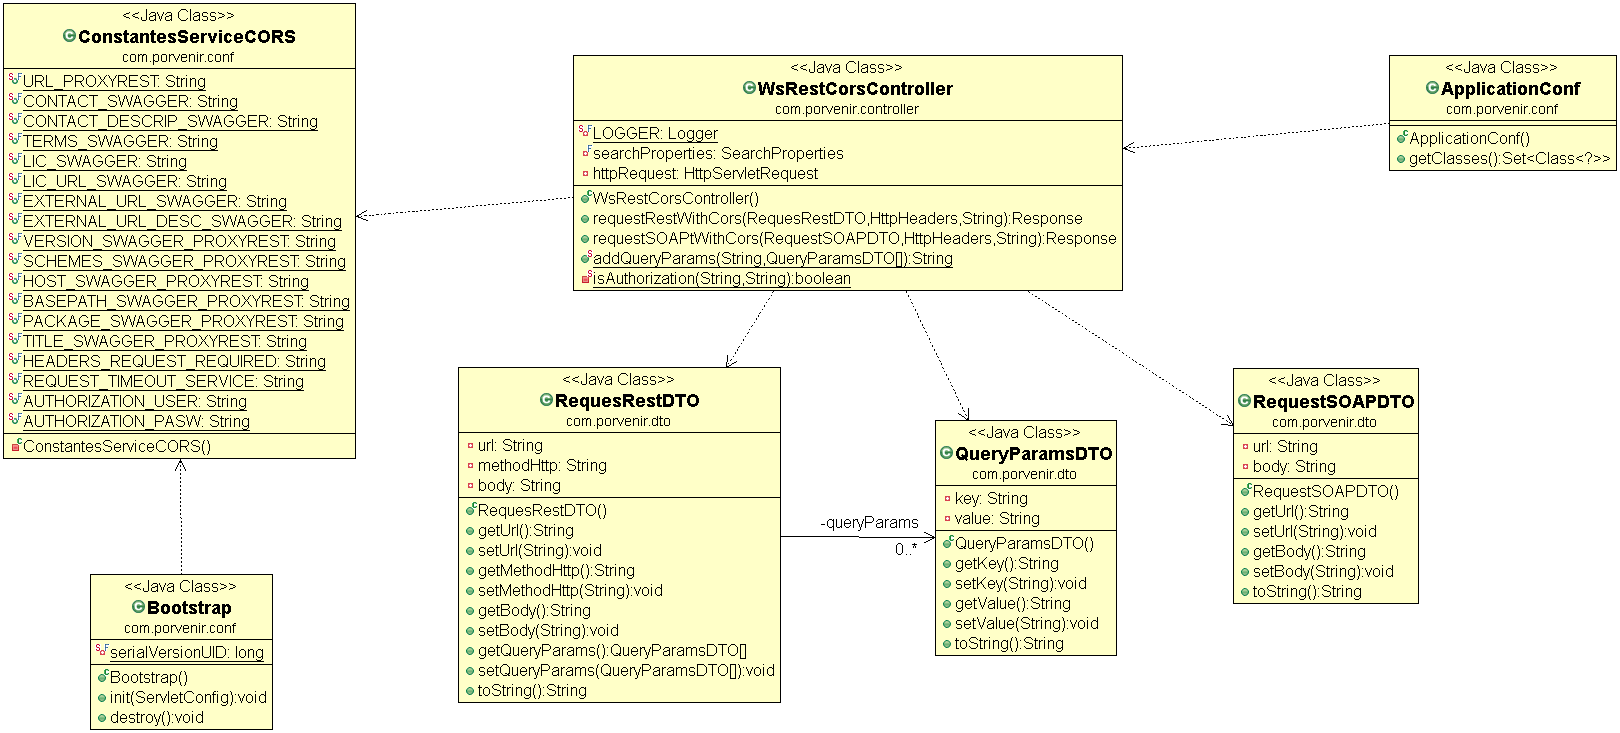 <<Java Class>>
ConstantesServiceCORS
com.porvenir.conf
URL_PROXYREST: String
CONTACT_SWAGGER: String
CONTACT_DESCRIP_SWAGGER: String
TERMS_SWAGGER: String
LIC_SWAGGER: String
LIC_URL_SWAGGER: String
EXTERNAL_URL_SWAGGER: String
EXTERNAL_URL_DESC_SWAGGER: String
VERSION_SWAGGER_PROXYREST: String
SCHEMES_SWAGGER_PROXYREST: String
HOST_SWAGGER_PROXYREST: String
BASEPATH_SWAGGER_PROXYREST: String
PACKAGE_SWAGGER_PROXYREST: String
TITLE_SWAGGER_PROXYREST: String
HEADERS_REQUEST_REQUIRED: String
REQUEST_TIMEOUT_SERVICE: String
AUTHORIZATION_USER: String
AUTHORIZATION_PASW: String
ConstantesServiceCORS()
<<Java Class>>
WsRestCorsController
com.porvenir.controller
LOGGER: Logger
searchProperties: SearchProperties
httpRequest: HttpServletRequest
WsRestCorsController()
requestRestWithCors(RequesRestDTO,HttpHeaders,String):Response
requestSOAPtWithCors(RequestSOAPDTO,HttpHeaders,String):Response
addQueryParams(String,QueryParamsDTO[]):String
isAuthorization(String,String):boolean
<<Java Class>>
ApplicationConf
com.porvenir.conf
ApplicationConf()
getClasses():Set<Class<?>>
<<Java Class>>
RequesRestDTO
com.porvenir.dto
url: String
methodHttp: String
body: String
RequesRestDTO()
getUrl():String
setUrl(String):void
getMethodHttp():String
setMethodHttp(String):void
getBody():String
setBody(String):void
getQueryParams():QueryParamsDTO[]
setQueryParams(QueryParamsDTO[]):void
toString():String
-queryParams
0..*
<<Java Class>>
QueryParamsDTO
com.porvenir.dto
key: String
value: String
QueryParamsDTO()
getKey():String
setKey(String):void
getValue():String
setValue(String):void
toString():String
<<Java Class>>
RequestSOAPDTO
com.porvenir.dto
url: String
body: String
RequestSOAPDTO()
getUrl():String
setUrl(String):void
getBody():String
setBody(String):void
toString():String
<<Java Class>>
Bootstrap
com.porvenir.conf
serialVersionUID: long
Bootstrap()
init(ServletConfig):void
destroy():void